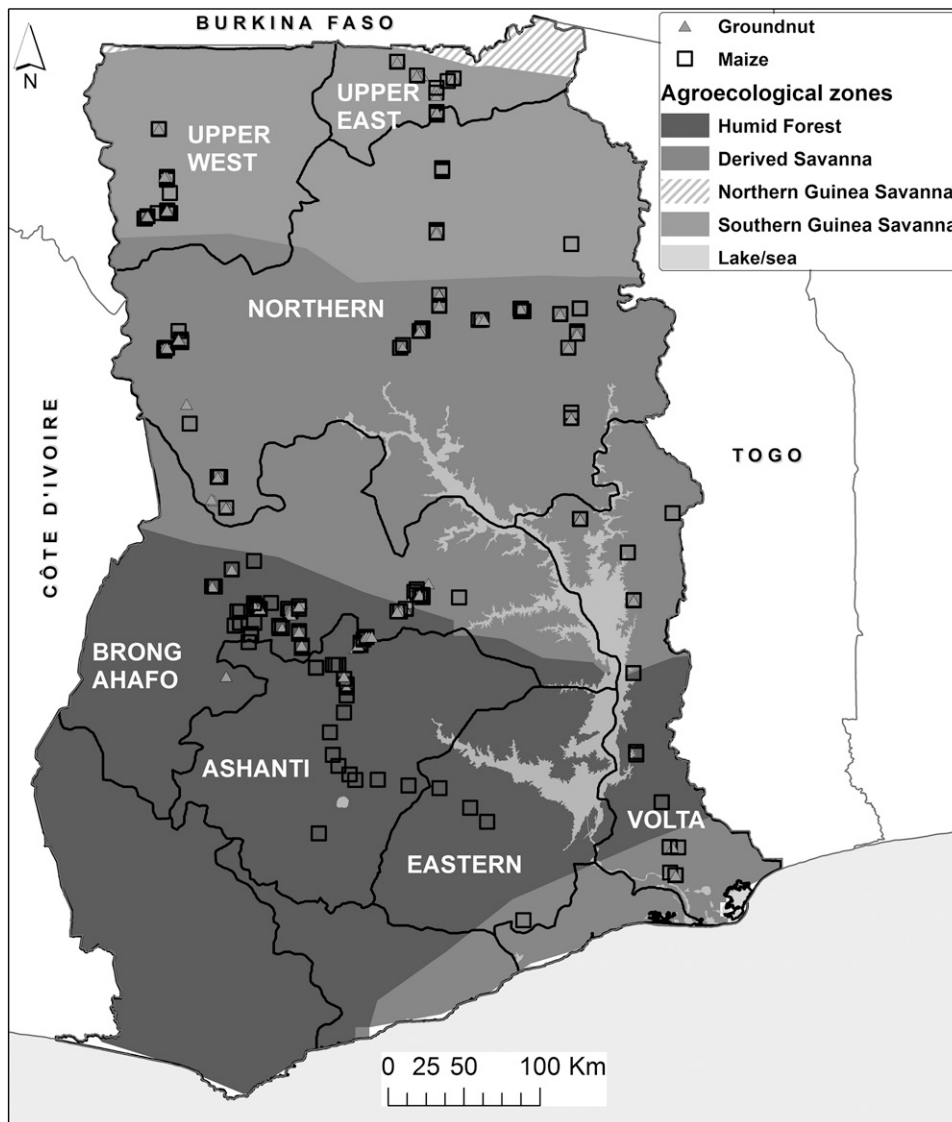 BURKINA FASO
N
Groundnut
Maize
Agroecological zones
Humid Forest
Derived Savanna
Northern Guinea Savanna
Southern Guinea Savanna
Lake/sea
UPPER
EAST
UPPER
WEST
NORTHERN
CÔTE D'IVOIRE
TOGO
BRONG
AHAFO
ASHANTI
EASTERN
VOLTA
0 25 50 100 Km